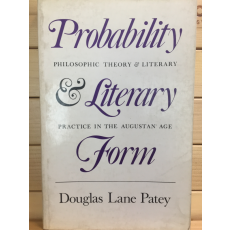 Probability
PHILOSOPHIC THEORY & LITERARY
& Literary
PRACTICE IN THE AUGUSTAN AGE
Form
Douglas Lane Patey